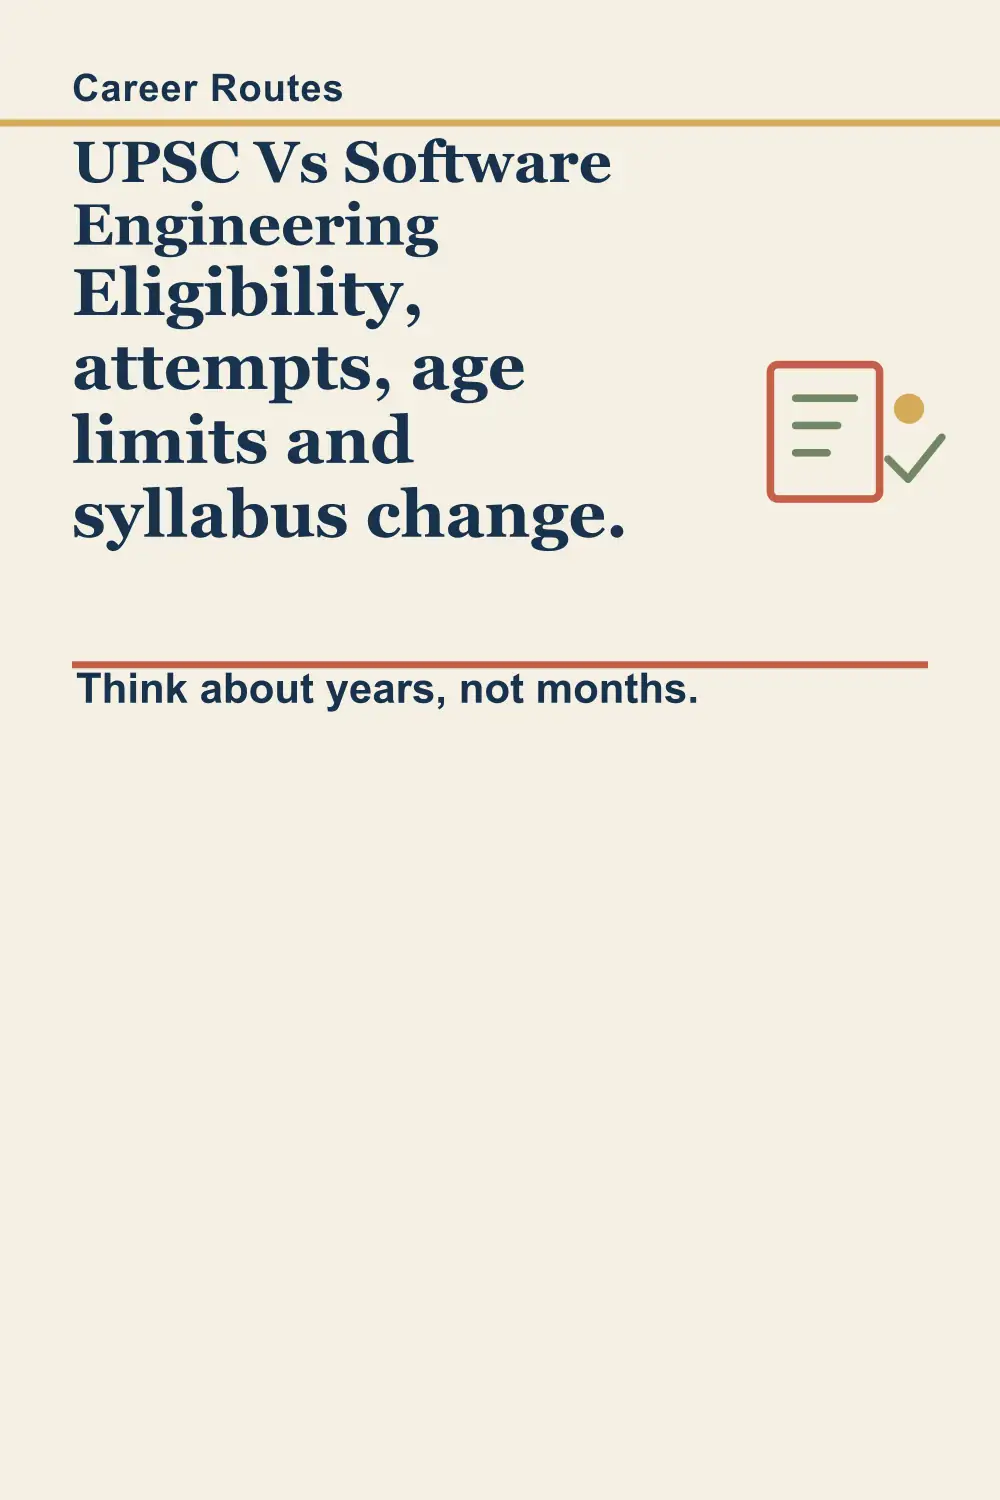 Career Routes
UPSC Vs Software
Engineering
Eligibility,
attempts, age
limits and
syllabus change.
Think about years, not months.